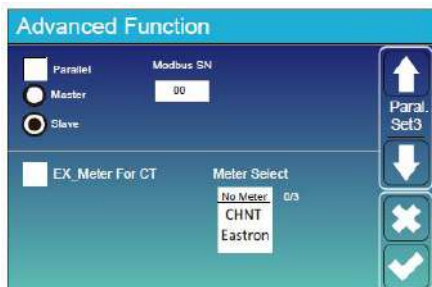 Advanced Function
Parallel
Modbus SN
Master
00
Slave
Paral.
Set3
EX_Meter For CT
Meter Select
No Meter 0/3
CHNT
Eastron